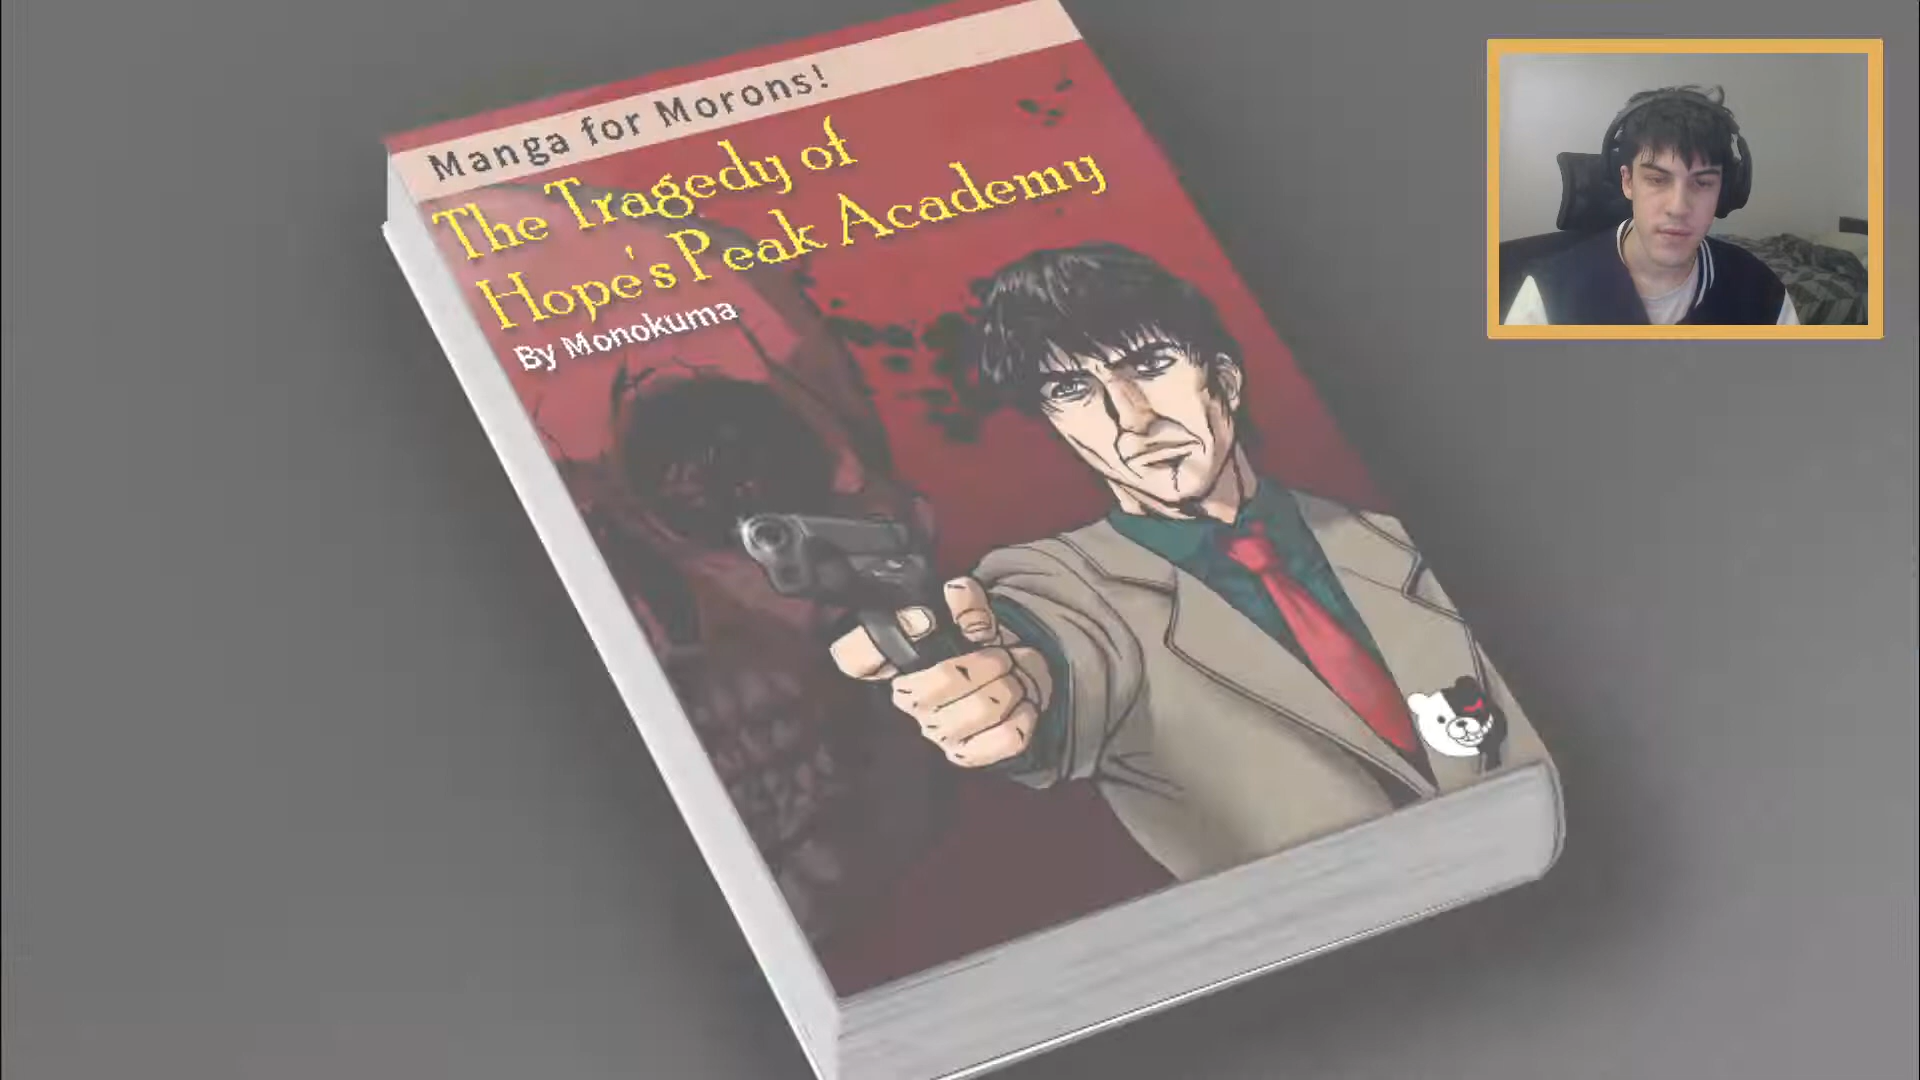 Manga for Morons!
The Tragedy of
Hope's Peak Academy
By Monokuma